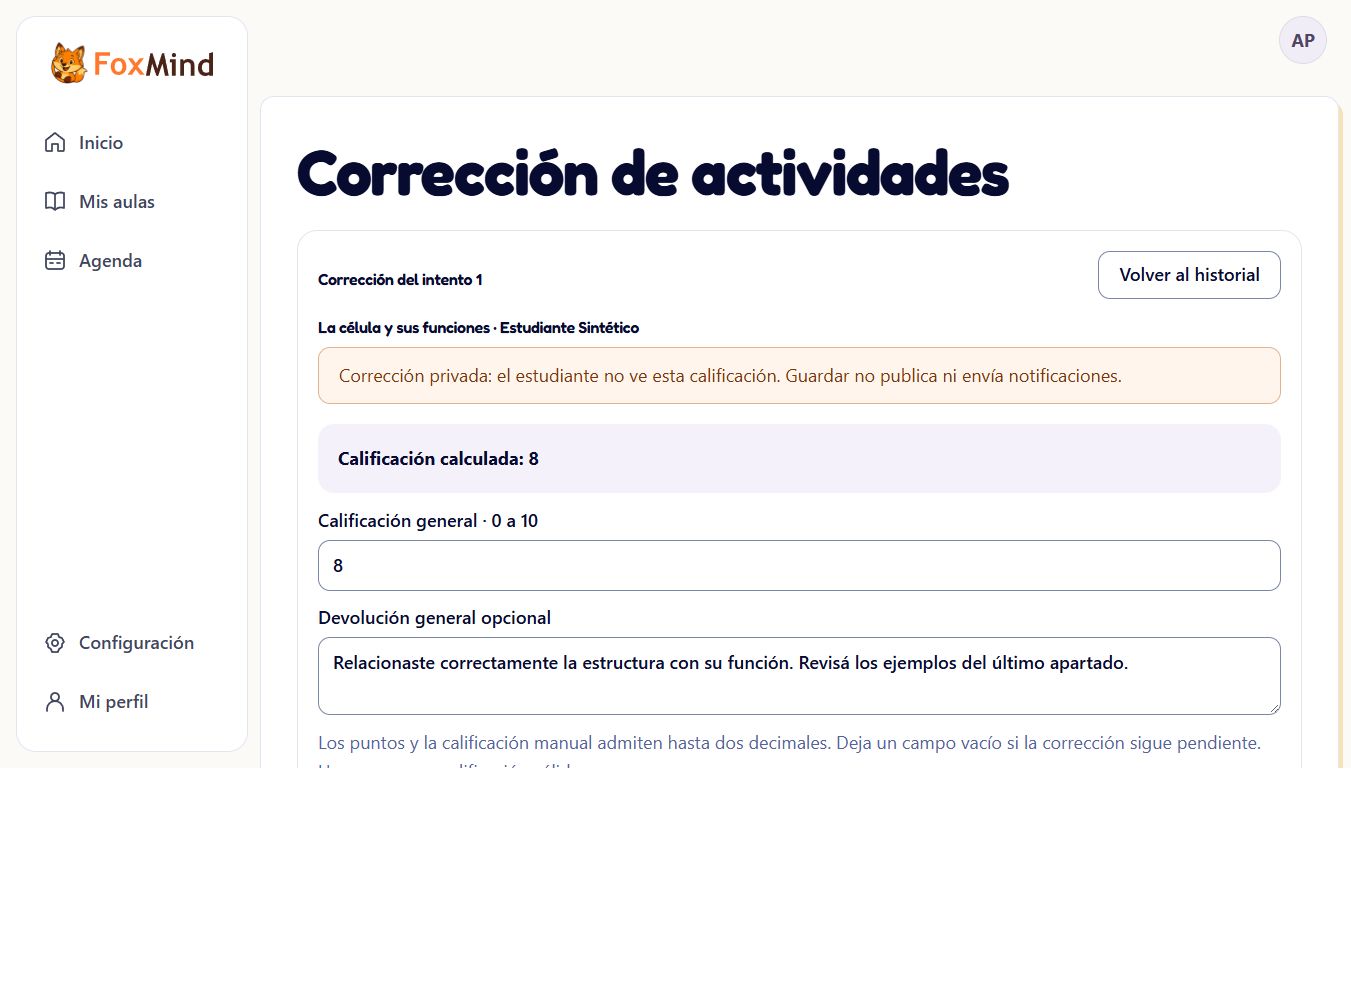 FoxMind
AP
Inicio
Mis aulas
Agenda
Configuración
Mi perfil
Corrección de actividades
Corrección del intento 1
Volver al historial
La célula y sus funciones · Estudiante Sintético
Corrección privada: el estudiante no ve esta calificación. Guardar no publica ni envía notificaciones.
Calificación calculada: 8
Calificación general · 0 a 10
8
Devolución general opcional
Relacionaste correctamente la estructura con su función. Revisá los ejemplos del último apartado.
Los puntos y la calificación manual admiten hasta dos decimales. Deja un campo vacío si la corrección sigue pendiente.